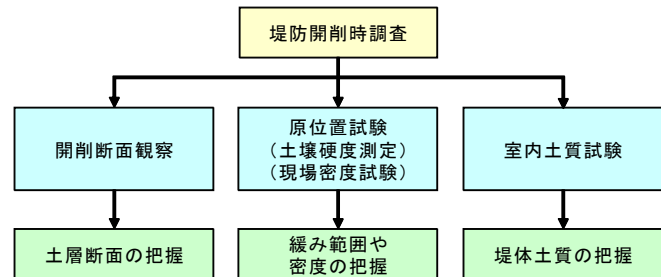 堤防開削時調査
開削断面観察
原位置試験
（土壌硬度測定）
（現場密度試験）
室内土質試験
土層断面の把握
緩み範囲や
密度の把握
堤体土質の把握